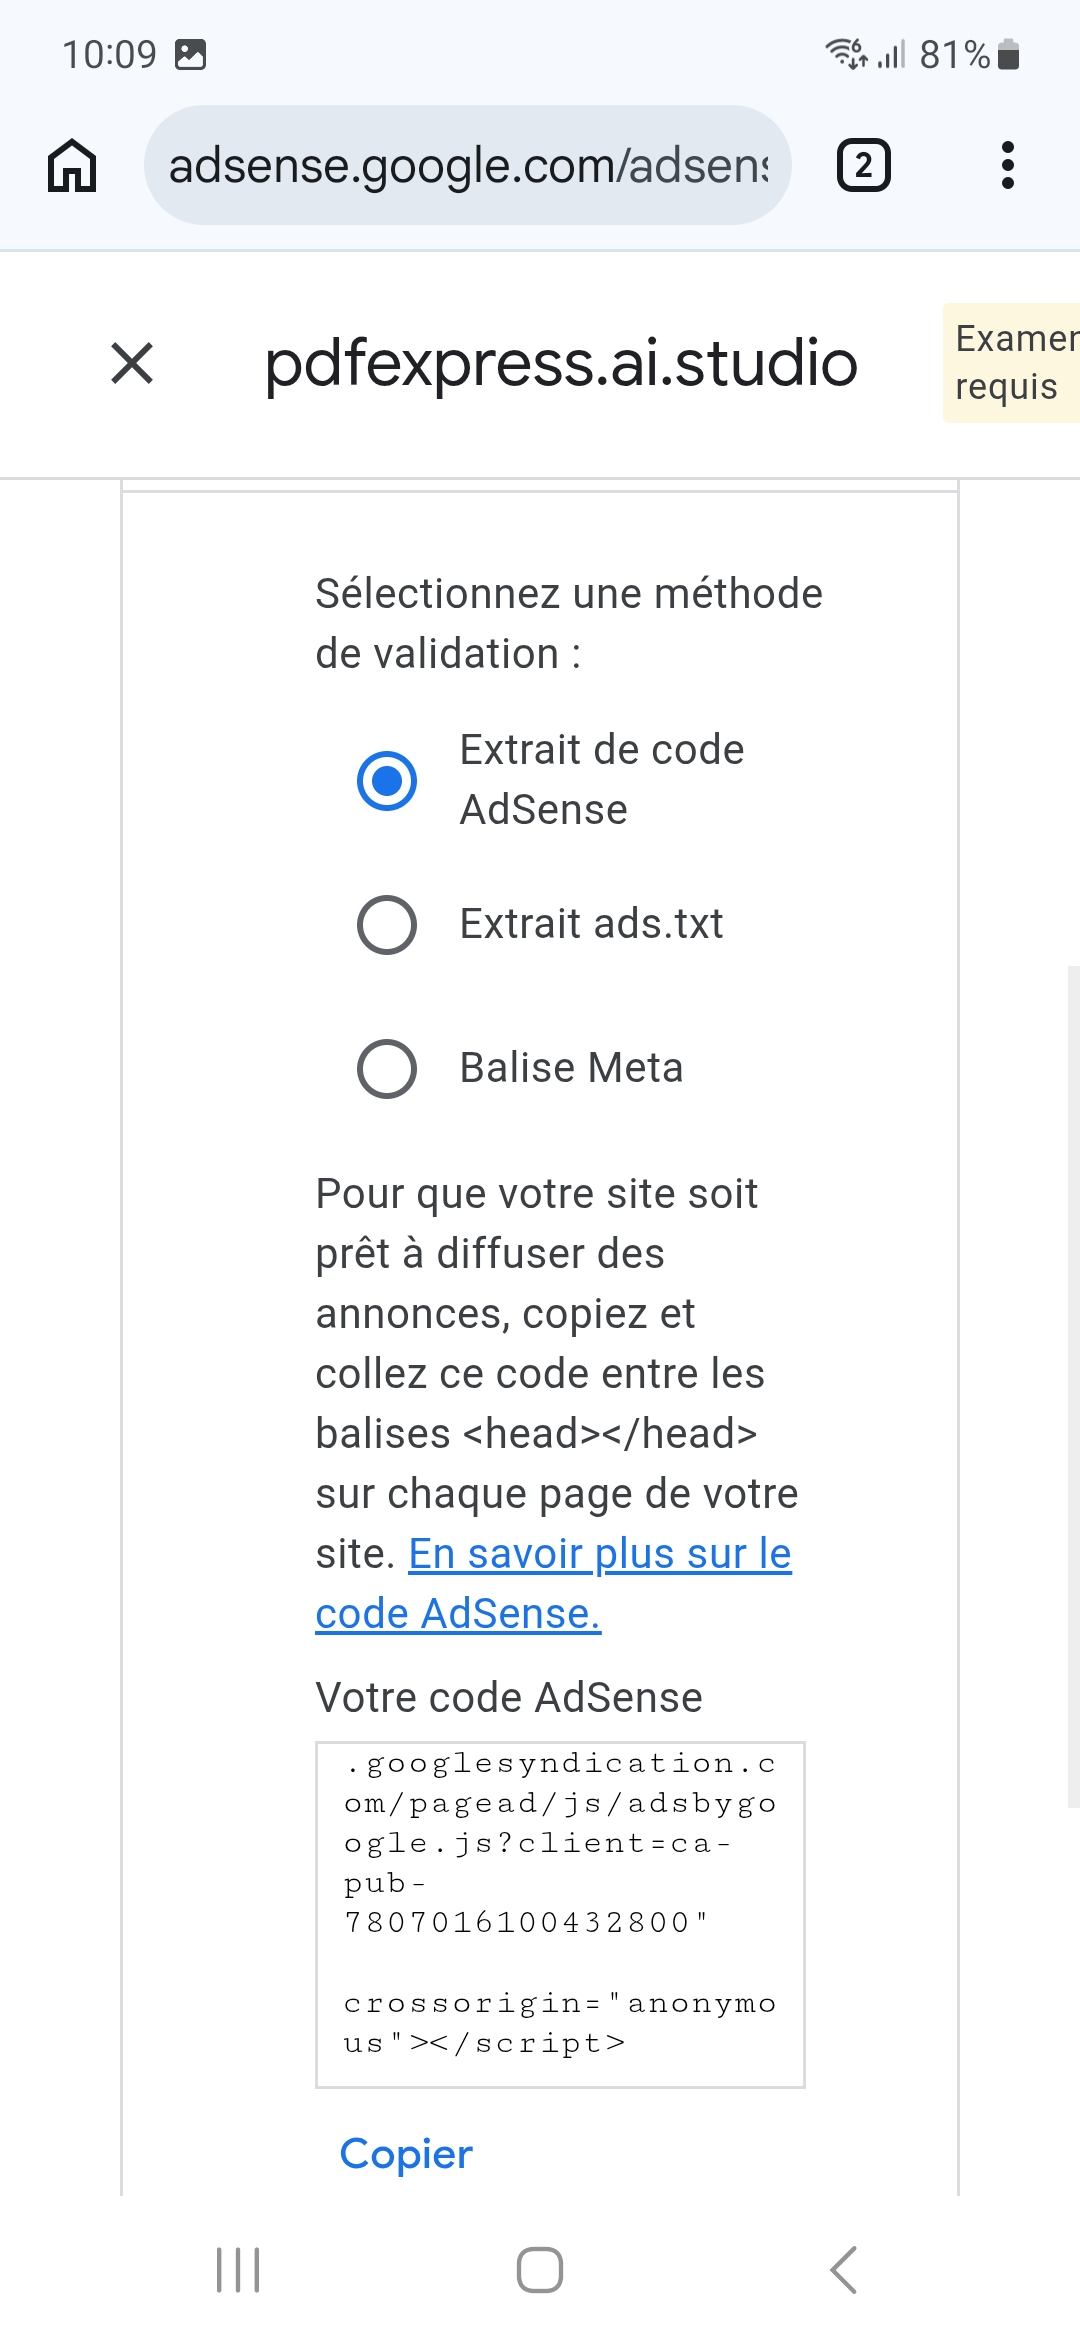 10:09
6
81%
adsense.google.com/adsens
2
pdfexpress.ai.studio
Examen
requis
Sélectionnez une méthode
de validation :
Extrait de code
AdSense
Extrait ads.txt
Balise Meta
Pour que votre site soit
prêt à diffuser des
annonces, copiez et
collez ce code entre les
balises <head></head>
sur chaque page de votre
site. En savoir plus sur le
code AdSense.
Votre code AdSense
.googlesyndication.c
om/pagead/js/adsbygo
ogle.js?client=ca-
pub-
7807016100432800"
crossorigin="anonymo
us"></script>
Copier